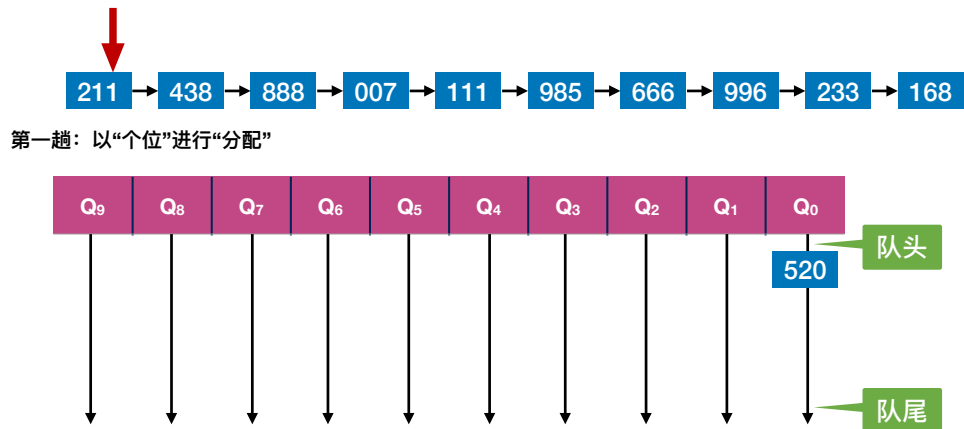 211 438 888 007 111 985 666 996 233 168
第一趟：以“个位”进行“分配”
Q₉ Q₈ Q₇ Q₆ Q₅ Q₄ Q₃ Q₂ Q₁ Q₀
队头
520
队尾